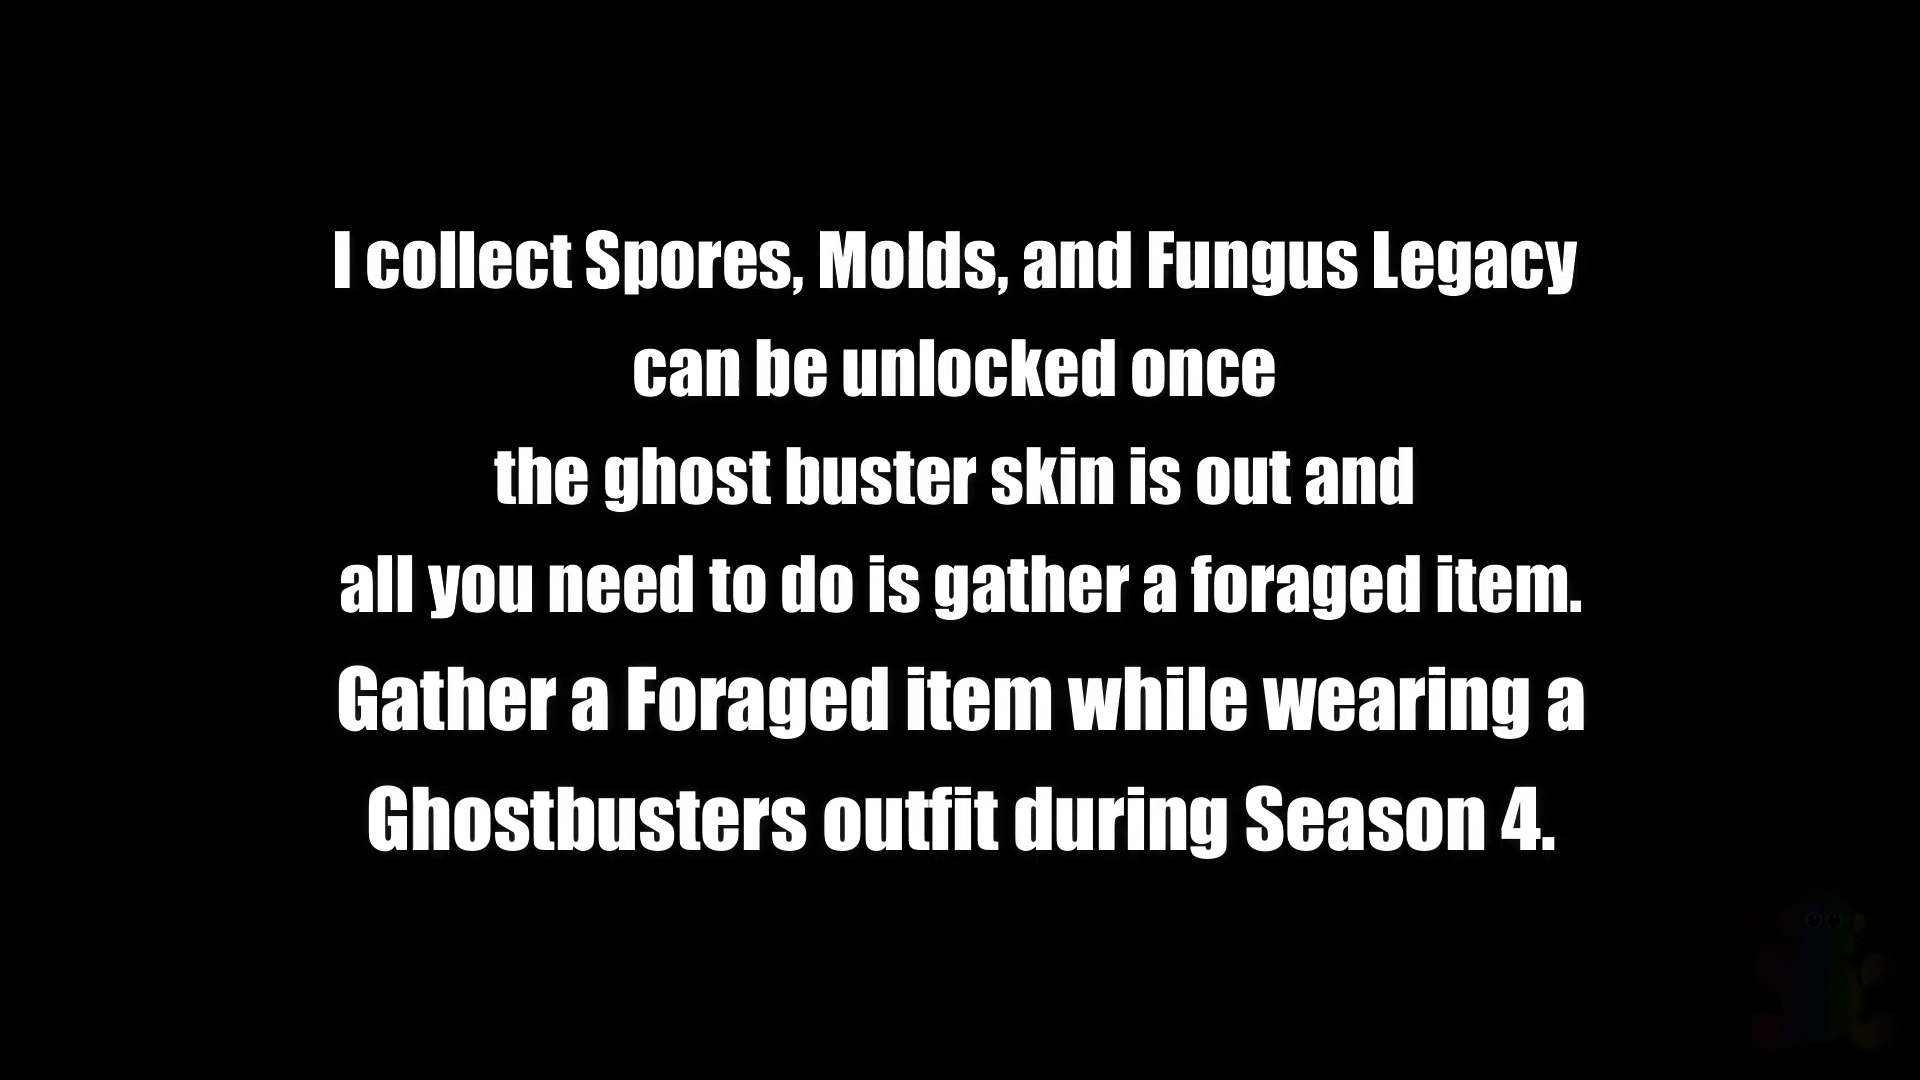 I collect Spores, Molds, and Fungus Legacy
can be unlocked once
the ghost buster skin is out and
all you need to do is gather a foraged item.
Gather a Foraged item while wearing a
Ghostbusters outfit during Season 4.